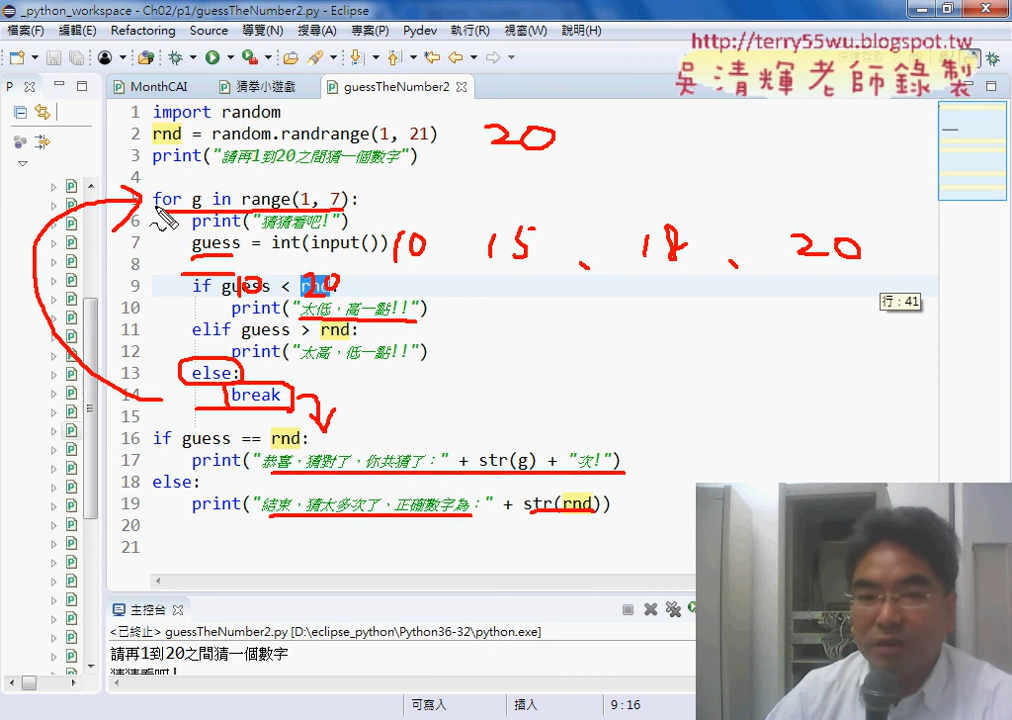 _python_workspace - Ch02/p1/guessTheNumber2.py - Eclipse
檔案(F) 編輯(E) Refactoring Source 導覽(N) 搜尋(A) 專案(P) Pydev 執行(R) 視窗(W) 說明(H)
http://terry55wu.blogspot.tw
吳清輝老師錄製
P MonthCAI 猜拳小遊戲 guessTheNumber2
1 import random
2 rnd = random.randrange(1, 21) 20
3 print("請再1到20之間猜一個數字")
4
5 for g in range(1, 7):
6 print("猜猜看吧!")
7 guess = int(input()) 10 15 、 18 、 20
8
10 20
9 if guess < rnd:
行：41
10 print("太低，高一點!!")
11 elif guess > rnd:
12 print("太高，低一點!!")
13 else:
14 break
15
16 if guess == rnd:
17 print("恭喜，猜對了，你共猜了：" + str(g) + "次!")
18 else:
19 print("結束，猜太多次了，正確數字為：" + str(rnd))
20
21
主控台
<已終止> guessTheNumber2.py [D:\eclipse_python\Python36-32\python.exe]
請再1到20之間猜一個數字
猜猜看吧!
可寫入 插入 9:16